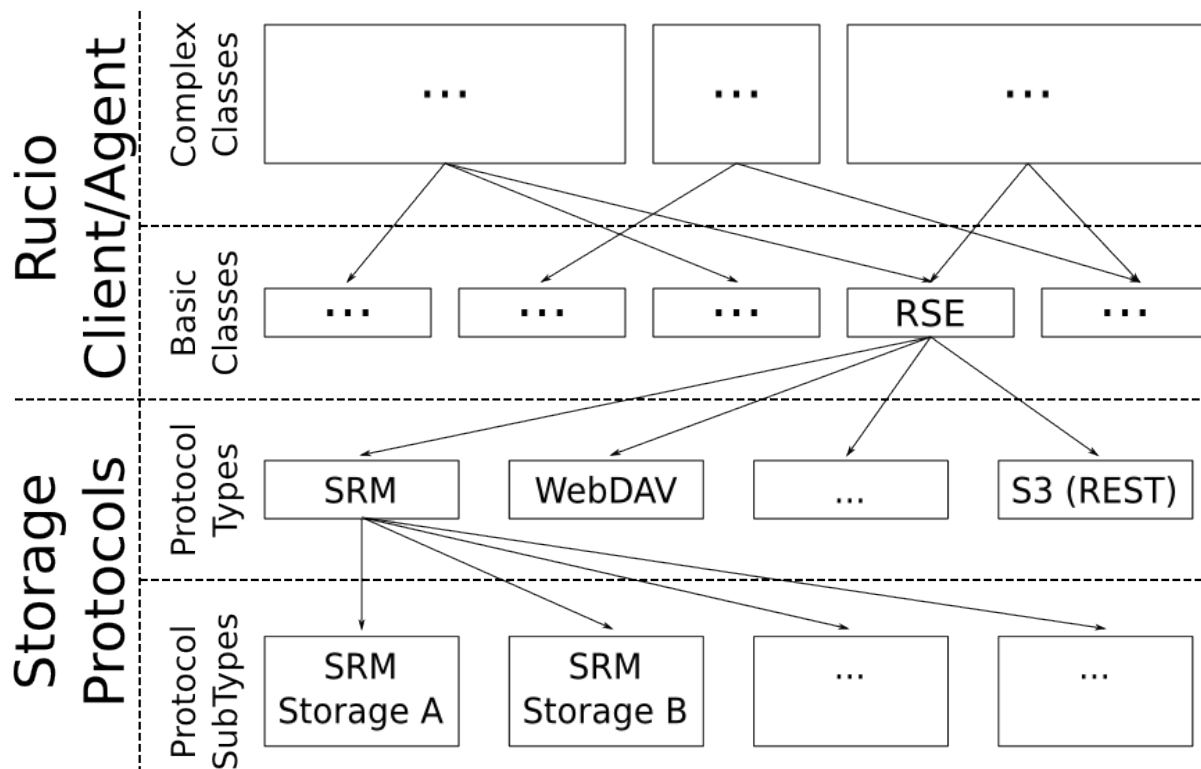 Rucio
Client/Agent
Complex
Classes
...
...
...
Basic
Classes
...
...
...
RSE
...
Storage
Protocols
Protocol
Types
SRM
WebDAV
...
S3 (REST)
Protocol
SubTypes
SRM
Storage A
SRM
Storage B
...
...